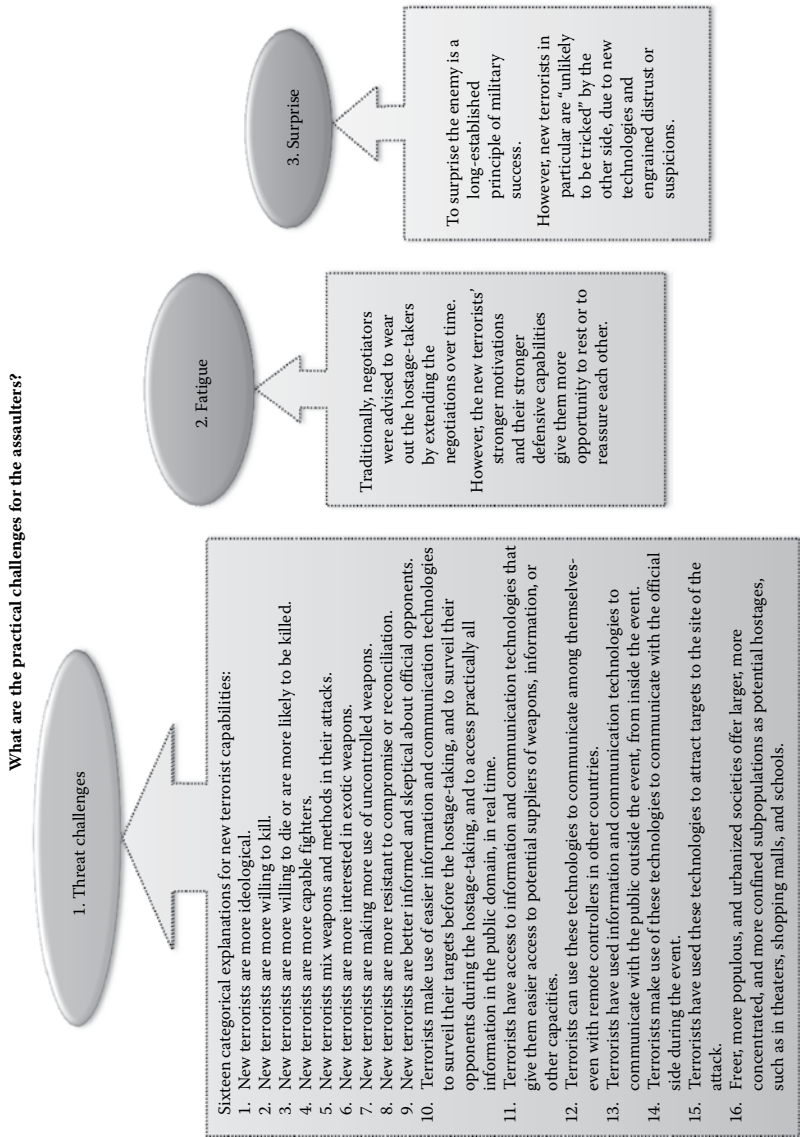 What are the practical challenges for the assaulters?
1. Threat challenges
Sixteen categorical explanations for new terrorist capabilities:
1. New terrorists are more ideological.
2. New terrorists are more willing to kill.
3. New terrorists are more willing to die or are more likely to be killed.
4. New terrorists are more capable fighters.
5. New terrorists mix weapons and methods in their attacks.
6. New terrorists are more interested in exotic weapons.
7. New terrorists are making more use of uncontrolled weapons.
8. New terrorists are more resistant to compromise or reconciliation.
9. New terrorists are better informed and skeptical about official opponents.
10. Terrorists make use of easier information and communication technologies
to surveil their targets before the hostage-taking, and to surveil their
opponents during the hostage-taking, and to access practically all
information in the public domain, in real time.
11. Terrorists have access to information and communication technologies that
give them easier access to potential suppliers of weapons, information, or
other capacities.
12. Terrorists can use these technologies to communicate among themselves-
even with remote controllers in other countries.
13. Terrorists have used information and communication technologies to
communicate with the public outside the event, from inside the event.
14. Terrorists make use of these technologies to communicate with the official
side during the event.
15. Terrorists have used these technologies to attract targets to the site of the
attack.
16. Freer, more populous, and urbanized societies offer larger, more
concentrated, and more confined subpopulations as potential hostages,
such as in theaters, shopping malls, and schools.
2. Fatigue
Traditionally, negotiators
were advised to wear
out the hostage-takers
by extending the
negotiations over time.
However, the new terrorists'
stronger motivations
and their stronger
defensive capabilities
give them more
opportunity to rest or to
reassure each other.
3. Surprise
To surprise the enemy is a
long-established
principle of military
success.
However, new terrorists in
particular are “unlikely
to be tricked” by the
other side, due to new
technologies and
engrained distrust or
suspicions.